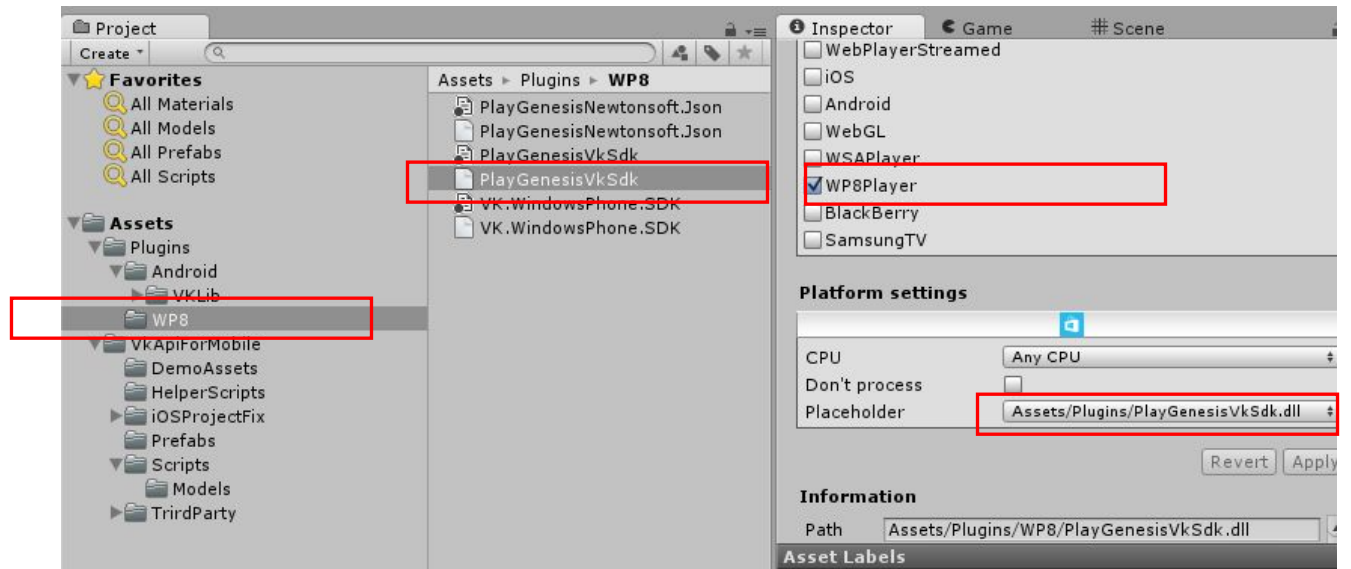 Project
Create
Favorites
All Materials
All Models
All Prefabs
All Scripts
Assets
Plugins
Android
VKLib
WP8
VkApiForMobile
DemoAssets
HelperScripts
iOSProjectFix
Prefabs
Scripts
Models
TrirdParty
Assets Plugins WP8
PlayGenesisNewtonsoft.Json
PlayGenesisNewtonsoft.Json
PlayGenesisVkSdk
PlayGenesisVkSdk
VK.WindowsPhone.SDK
VK.WindowsPhone.SDK
Inspector Game Scene
WebPlayerStreamed
iOS
Android
WebGL
WSAPlayer
WP8Player
BlackBerry
SamsungTV
Platform settings
CPU Any CPU
Don't process
Placeholder Assets/Plugins/PlayGenesisVkSdk.dll
Revert Apply
Information
Path Assets/Plugins/WP8/PlayGenesisVkSdk.dll
Asset Labels